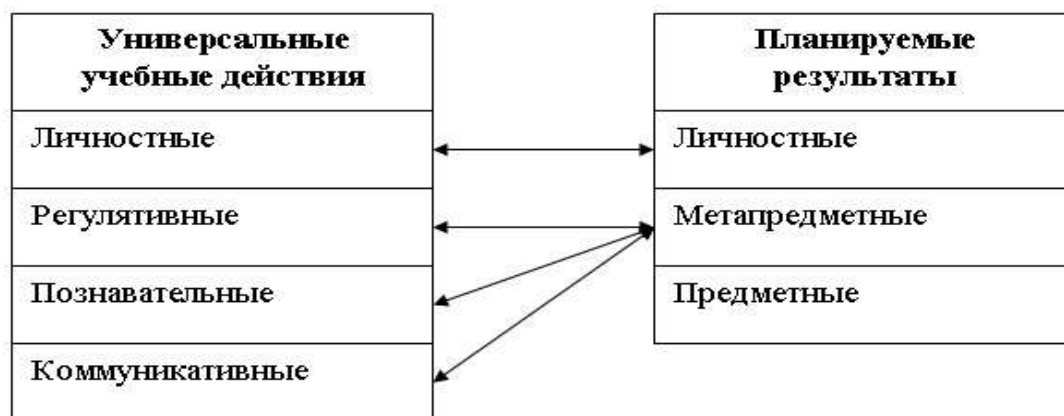 Универсальные
учебные действия
Личностные
Регулятивные
Познавательные
Коммуникативные
Планируемые
результаты
Личностные
Метапредметные
Предметные